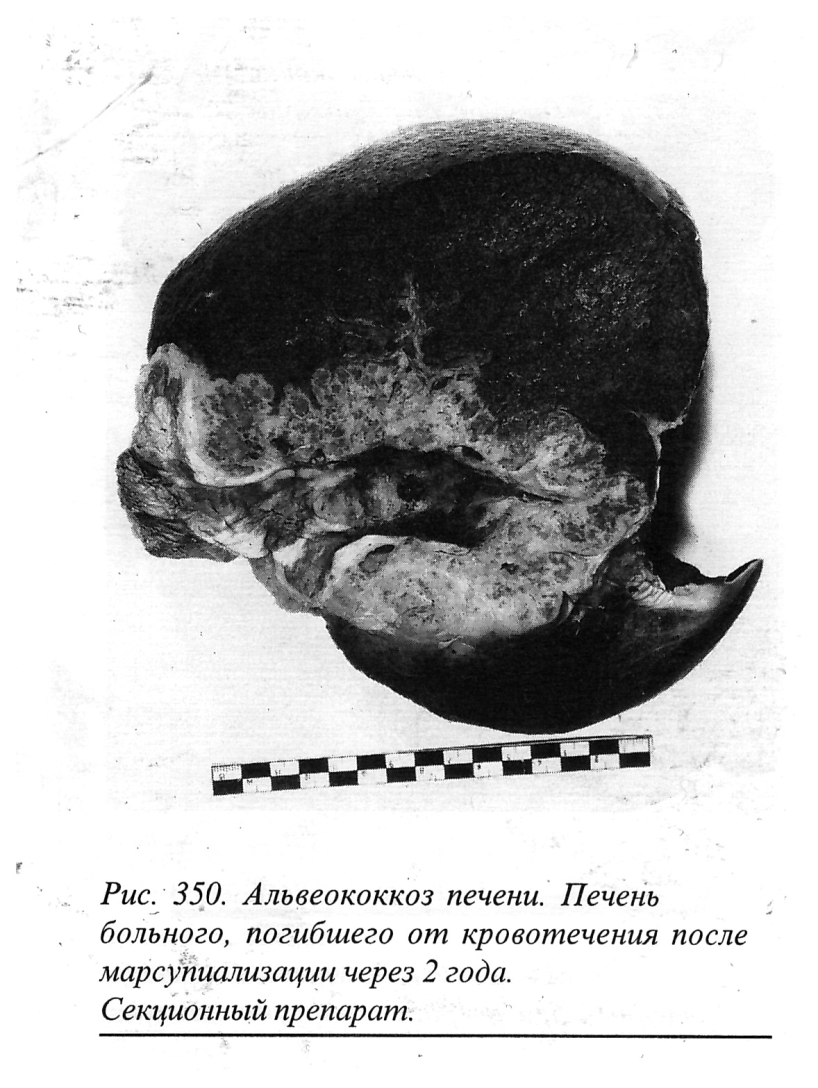 Рис. 350. Альвеококкоз печени. Печень
больного, погибшего от кровотечения после
марсупиализации через 2 года.
Секционный препарат.